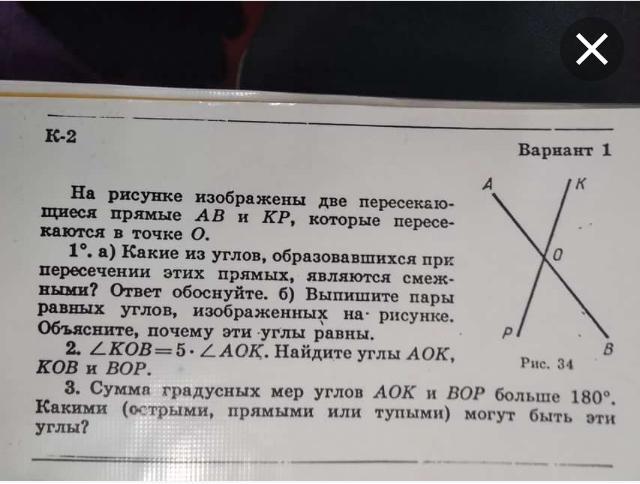 К-2
Вариант 1
На рисунке изображены две пересекаю-
щиеся прямые AB и KP, которые пересе-
каются в точке O.
1°. а) Какие из углов, образовавшихся при
пересечении этих прямых, являются смеж-
ными? Ответ обоснуйте. б) Выпишите пары
равных углов, изображенных на рисунке.
Объясните, почему эти углы равны.
2. ∠KOB=5·∠AOK. Найдите углы AOK,
KOB и BOP.
A
K
O
P
B
Рис. 34
3. Сумма градусных мер углов AOK и BOP больше 180°.
Какими (острыми, прямыми или тупыми) могут быть эти
углы?